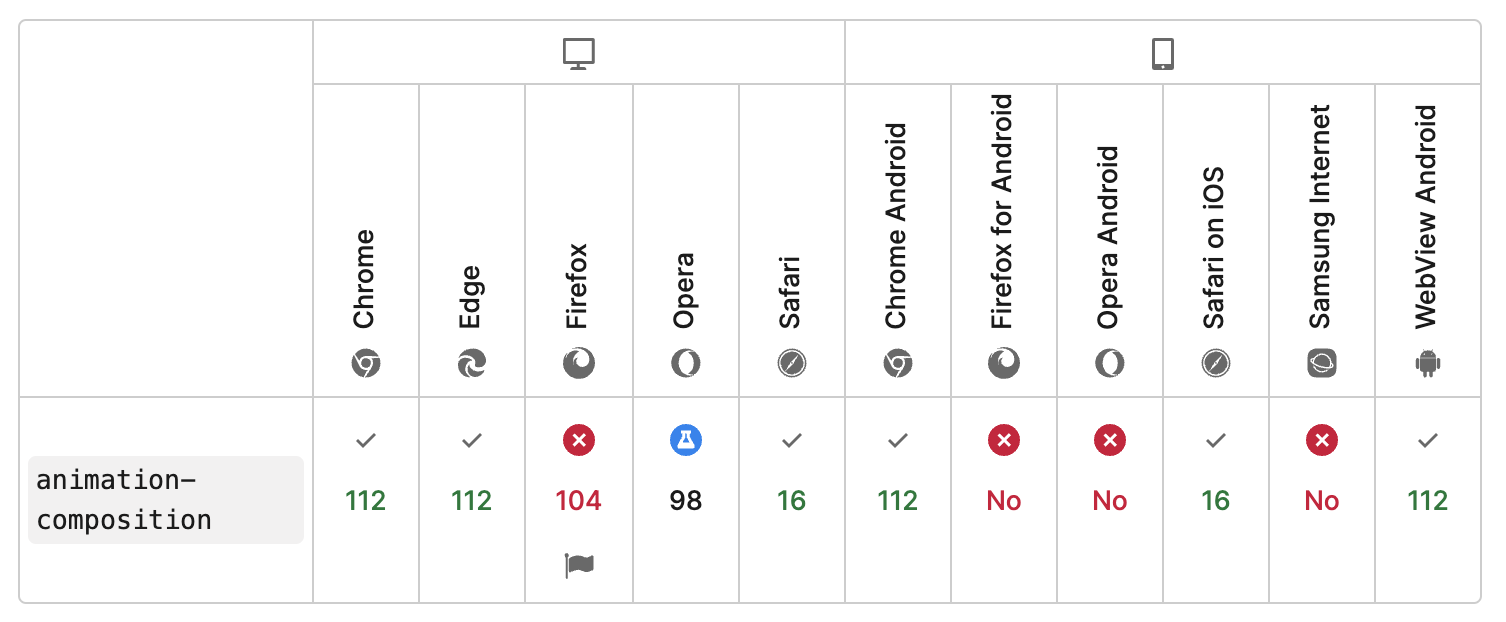 Chrome
Edge
Firefox
Opera
Safari
Chrome Android
Firefox for Android
Opera Android
Safari on iOS
Samsung Internet
WebView Android
animation-
composition
112
112
104
98
16
112
No
No
16
No
112